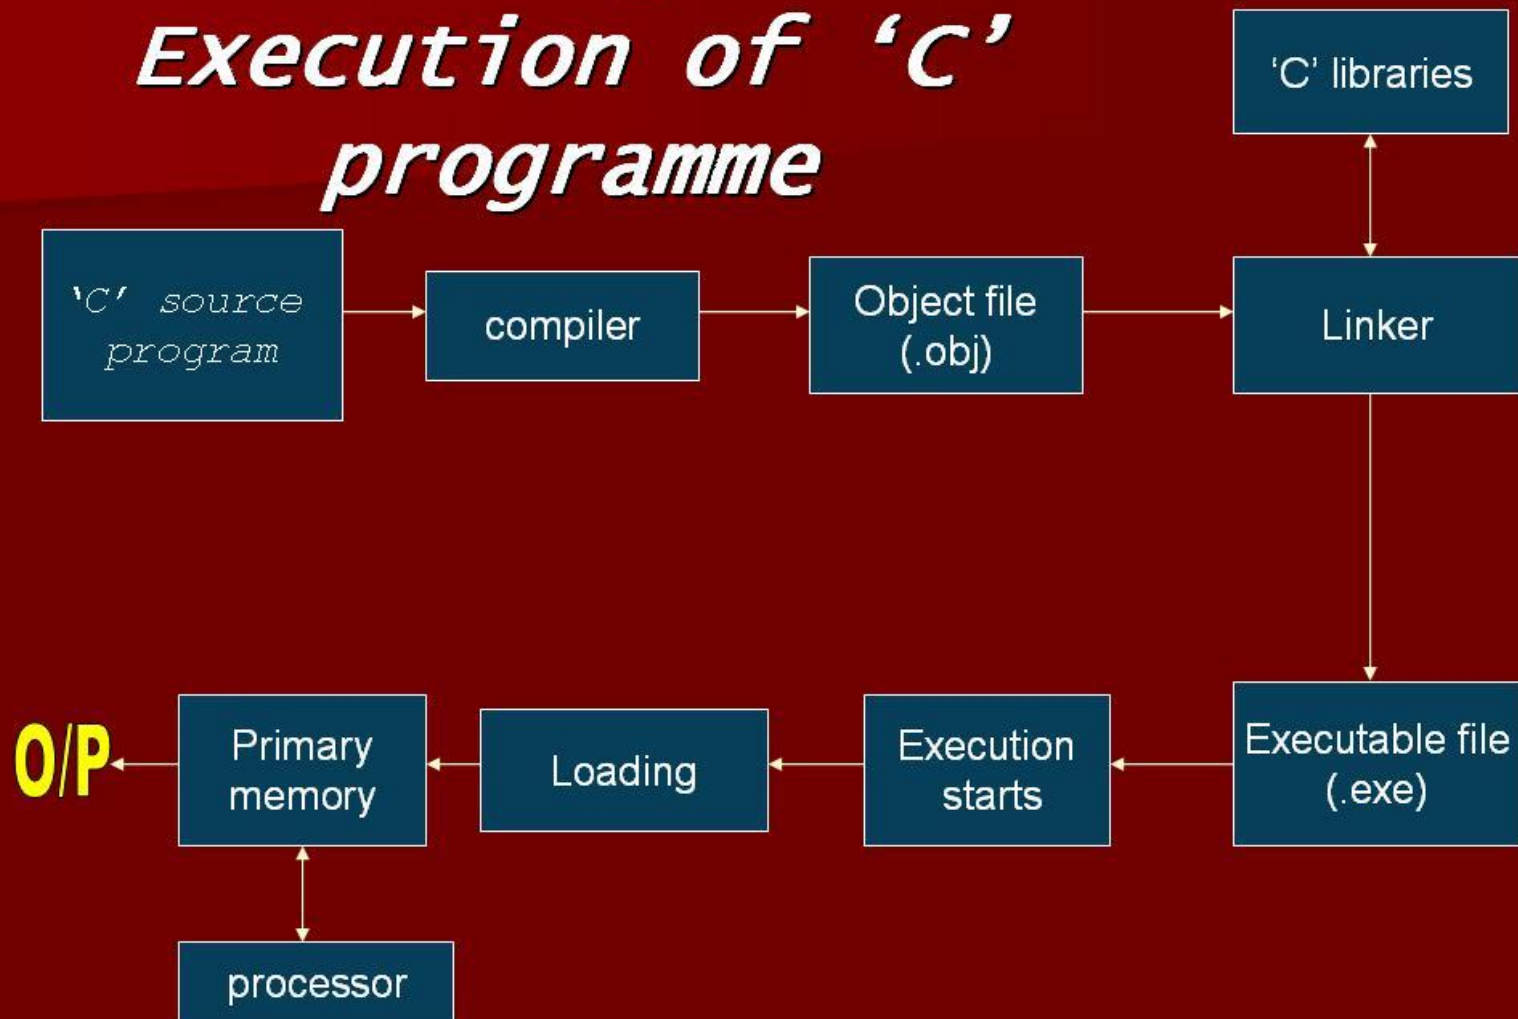 Execution of ‘C’
programme
‘C’ libraries
‘C’ source
program
compiler
Object file
(.obj)
Linker
Executable file
(.exe)
Execution
starts
Loading
Primary
memory
O/P
processor